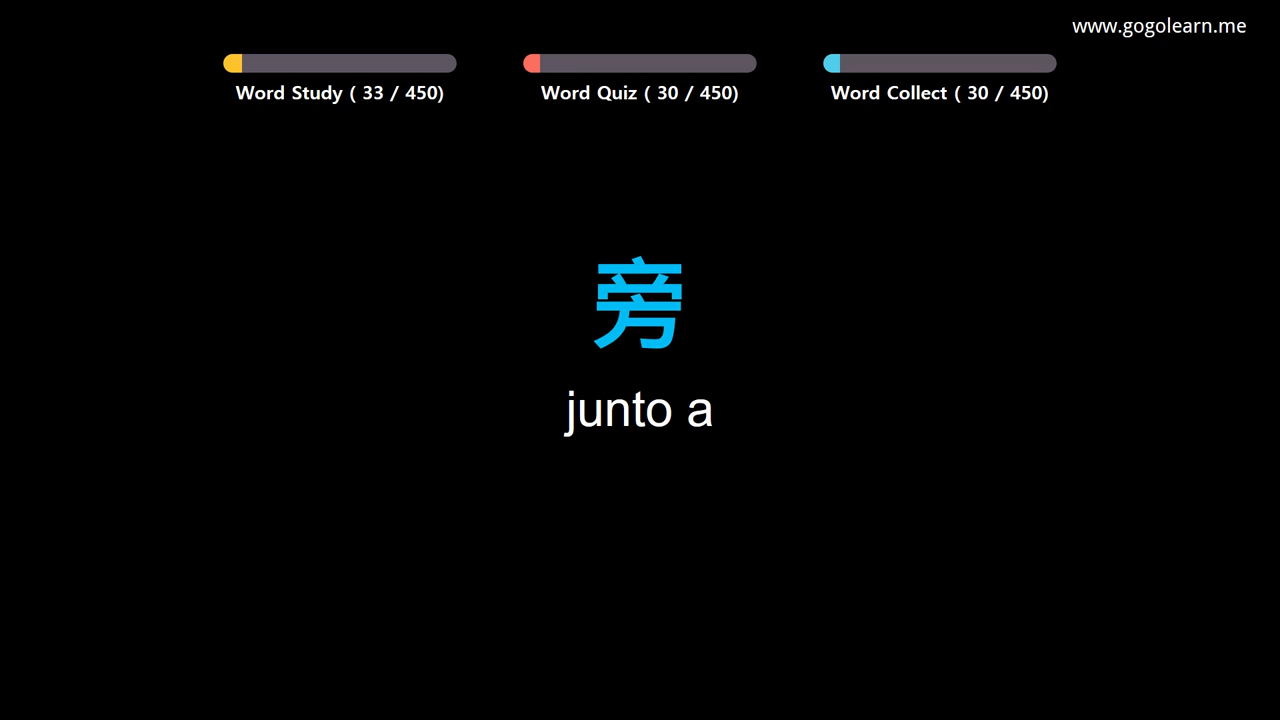 www.gogolearn.me
Word Study ( 33 / 450)
Word Quiz ( 30 / 450)
Word Collect ( 30 / 450)
旁
junto a